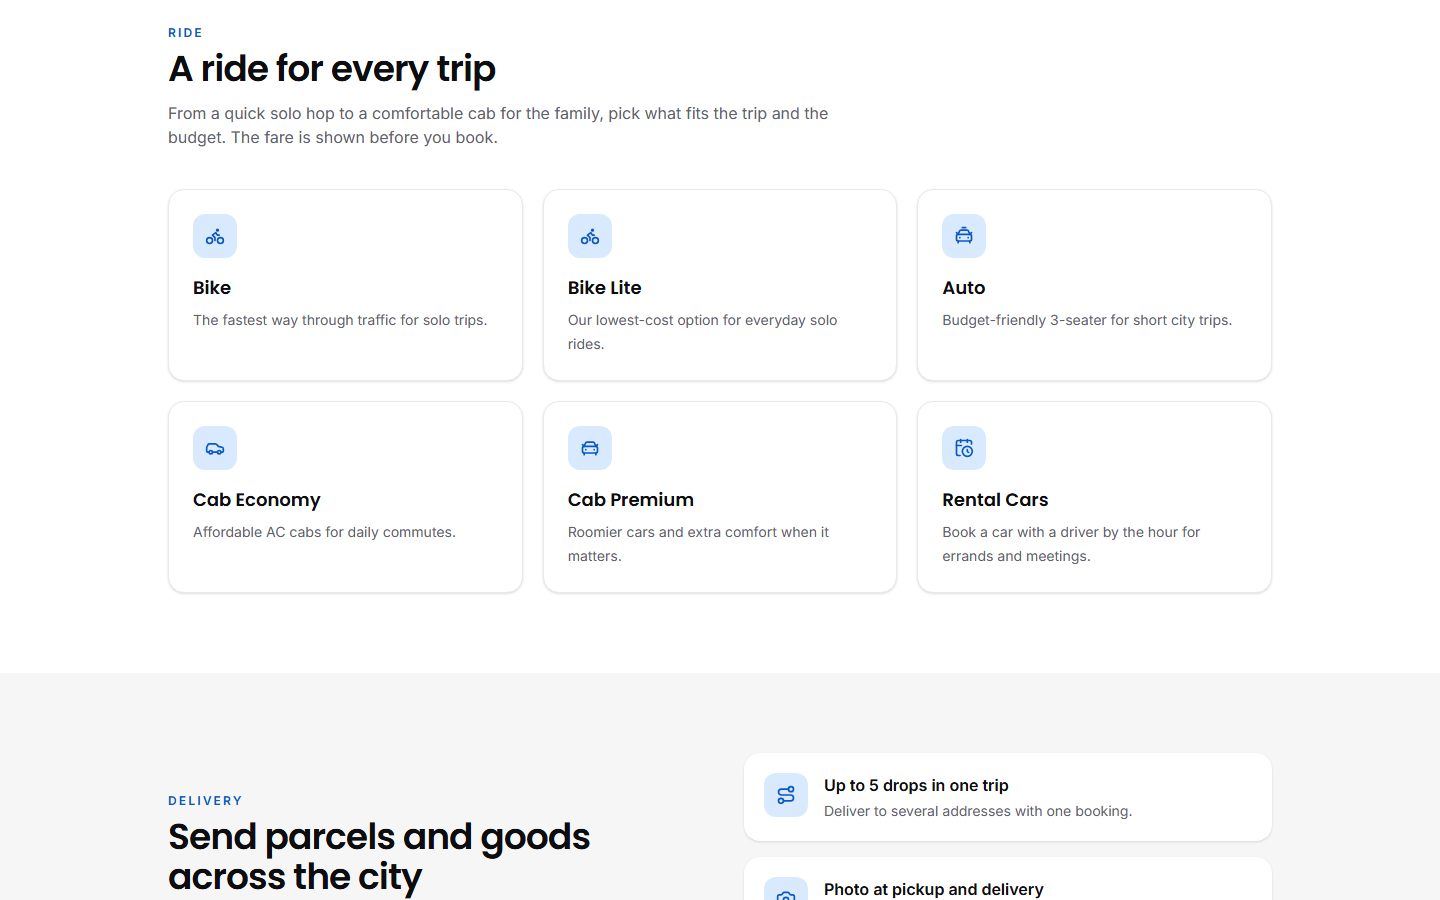 RIDE
A ride for every trip
From a quick solo hop to a comfortable cab for the family, pick what fits the trip and the
budget. The fare is shown before you book.
Bike
The fastest way through traffic for solo trips.
Bike Lite
Our lowest-cost option for everyday solo
rides.
Auto
Budget-friendly 3-seater for short city trips.
Cab Economy
Affordable AC cabs for daily commutes.
Cab Premium
Roomier cars and extra comfort when it
matters.
Rental Cars
Book a car with a driver by the hour for
errands and meetings.
DELIVERY
Send parcels and goods
across the city
Up to 5 drops in one trip
Deliver to several addresses with one booking.
Photo at pickup and delivery